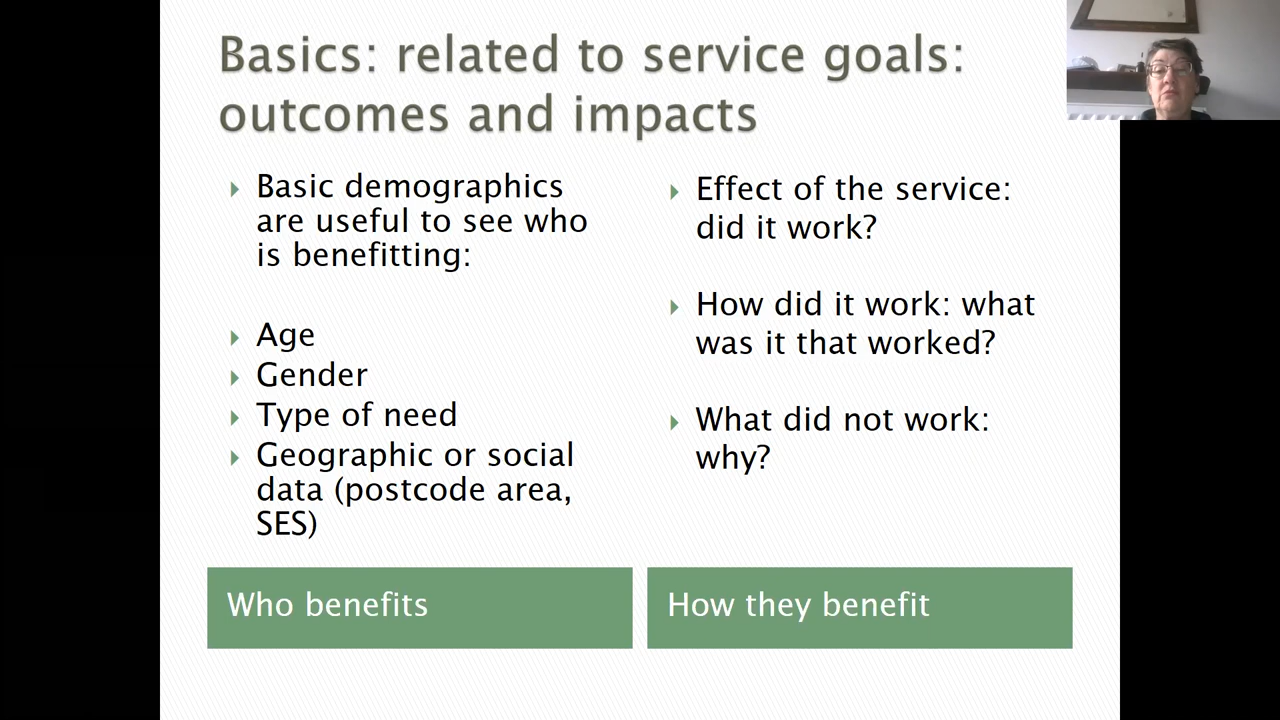 Basics: related to service goals:
outcomes and impacts
Basic demographics
are useful to see who
is benefitting:
Age
Gender
Type of need
Geographic or social
data (postcode area,
SES)
Who benefits
Effect of the service:
did it work?
How did it work: what
was it that worked?
What did not work:
why?
How they benefit